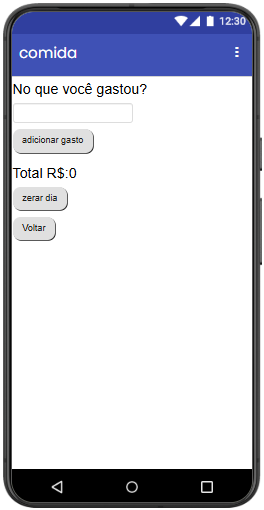 12:30
comida
No que você gastou?
adicionar gasto
Total R$:0
zerar dia
Voltar